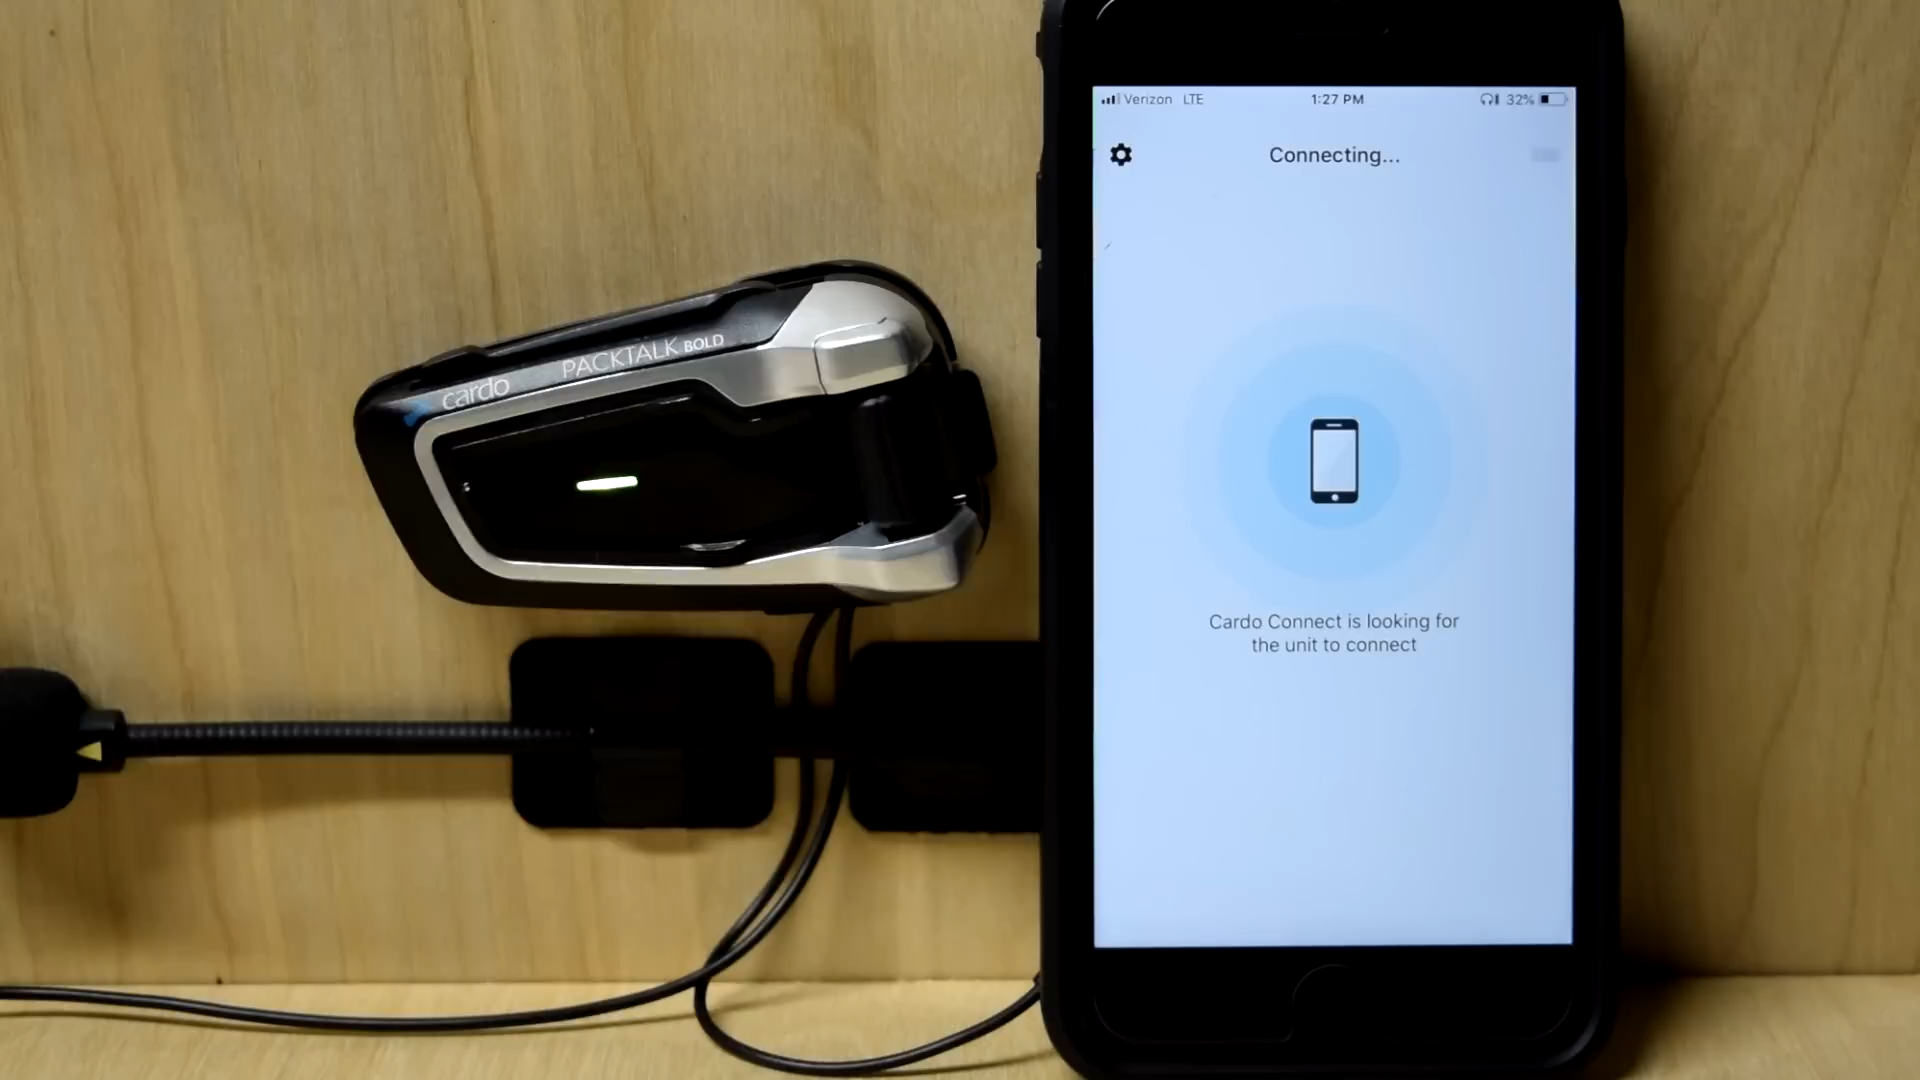 cardo PACKTALK BOLD
Verizon LTE 1:27 PM 32%
Connecting...
Cardo Connect is looking for
the unit to connect